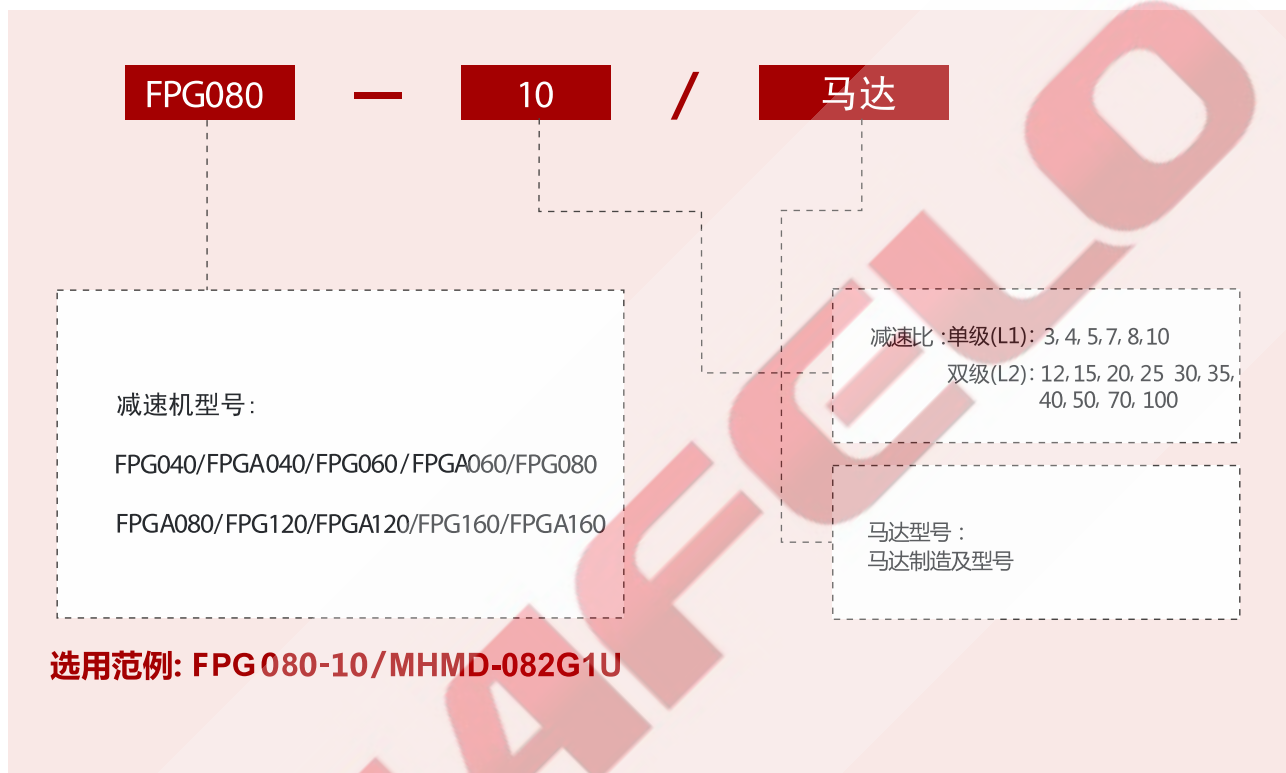 FPG080 — 10 / 马达
减速机型号:
FPG040/FPGA040/FPG060/FPGA060/FPG080
FPGA080/FPG120/FPGA120/FPG160/FPGA160
减速比:单级(L1): 3, 4, 5, 7, 8, 10
双级(L2): 12, 15, 20, 25 30, 35,
40, 50, 70, 100
马达型号:
马达制造及型号
选用范例: FPG080-10/MHMD-082G1U